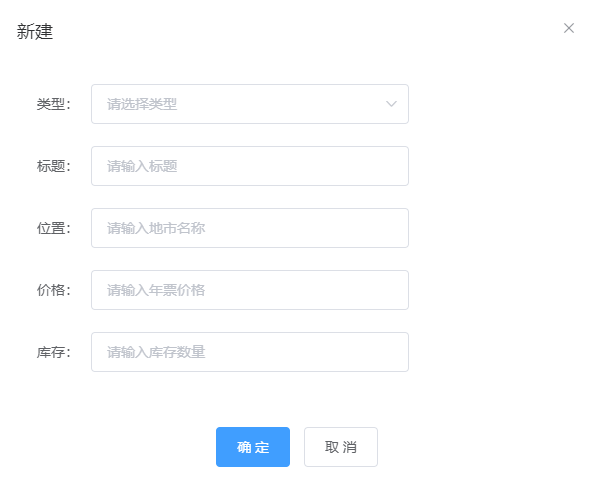 新建
类型：
请选择类型
标题：
请输入标题
位置：
请输入地市名称
价格：
请输入年票价格
库存：
请输入库存数量
确 定
取 消